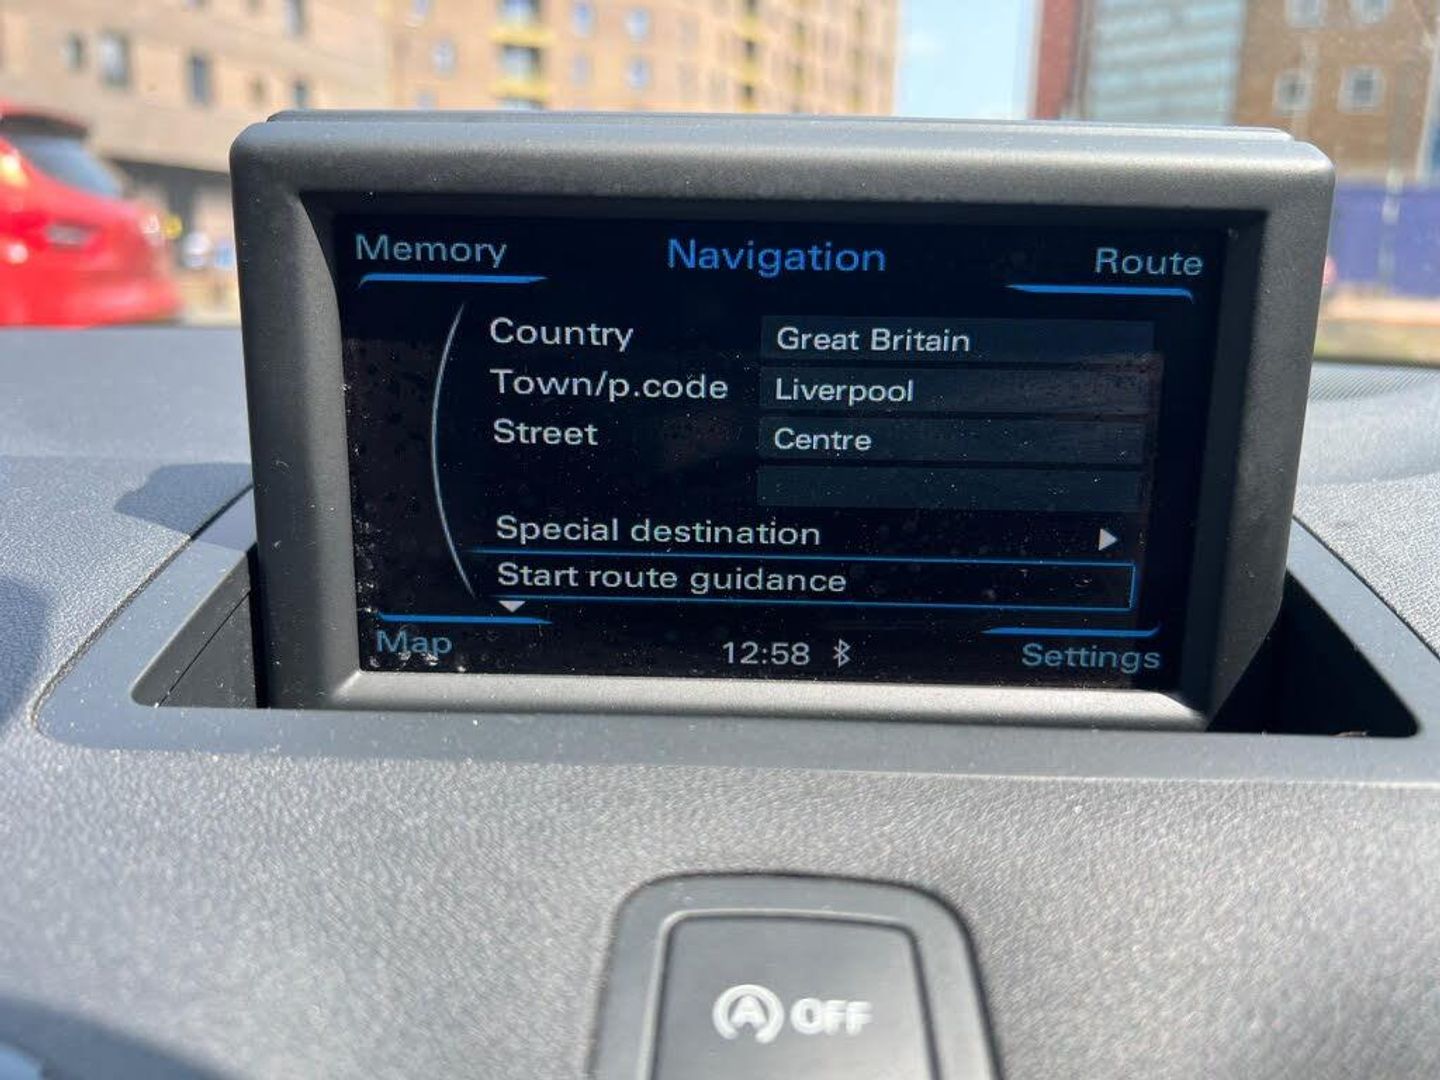 Memory Navigation Route
Country Great Britain
Town/p.code Liverpool
Street Centre
Special destination
Start route guidance
Map 12:58 Settings
A OFF